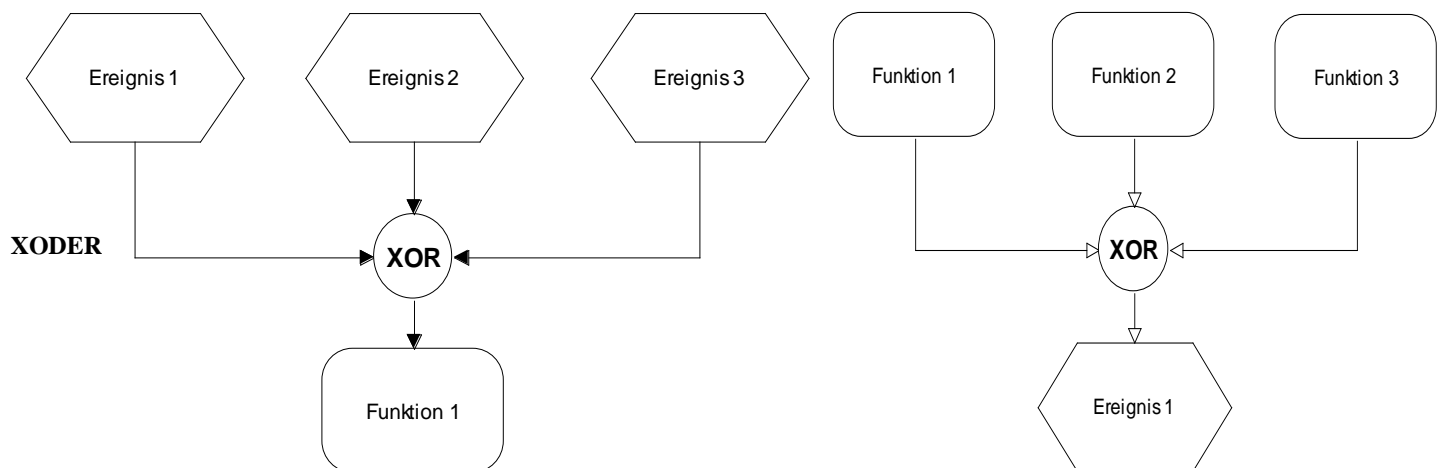 Ereignis 1
Ereignis 2
Ereignis 3
Funktion 1
Funktion 2
Funktion 3
XODER
XOR
XOR
Funktion 1
Ereignis 1